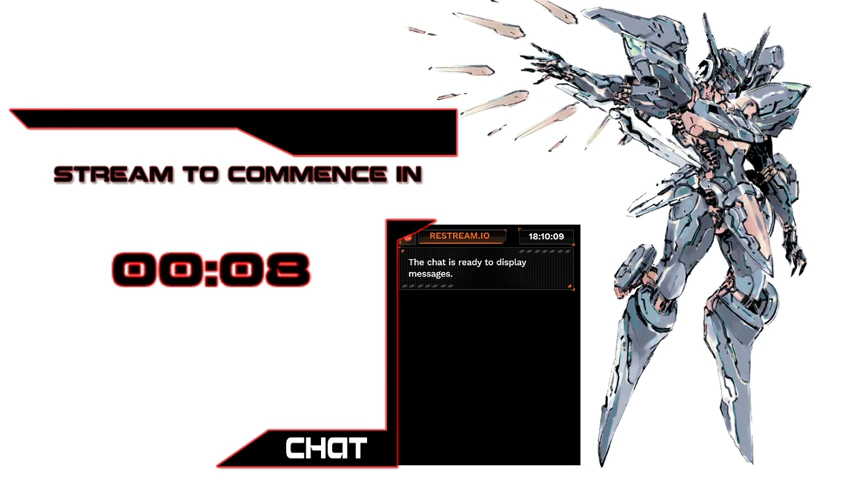 STREAM TO COMMENCE IN
00:08
RESTREAM.IO
18:10:09
The chat is ready to display
messages.
CHAT